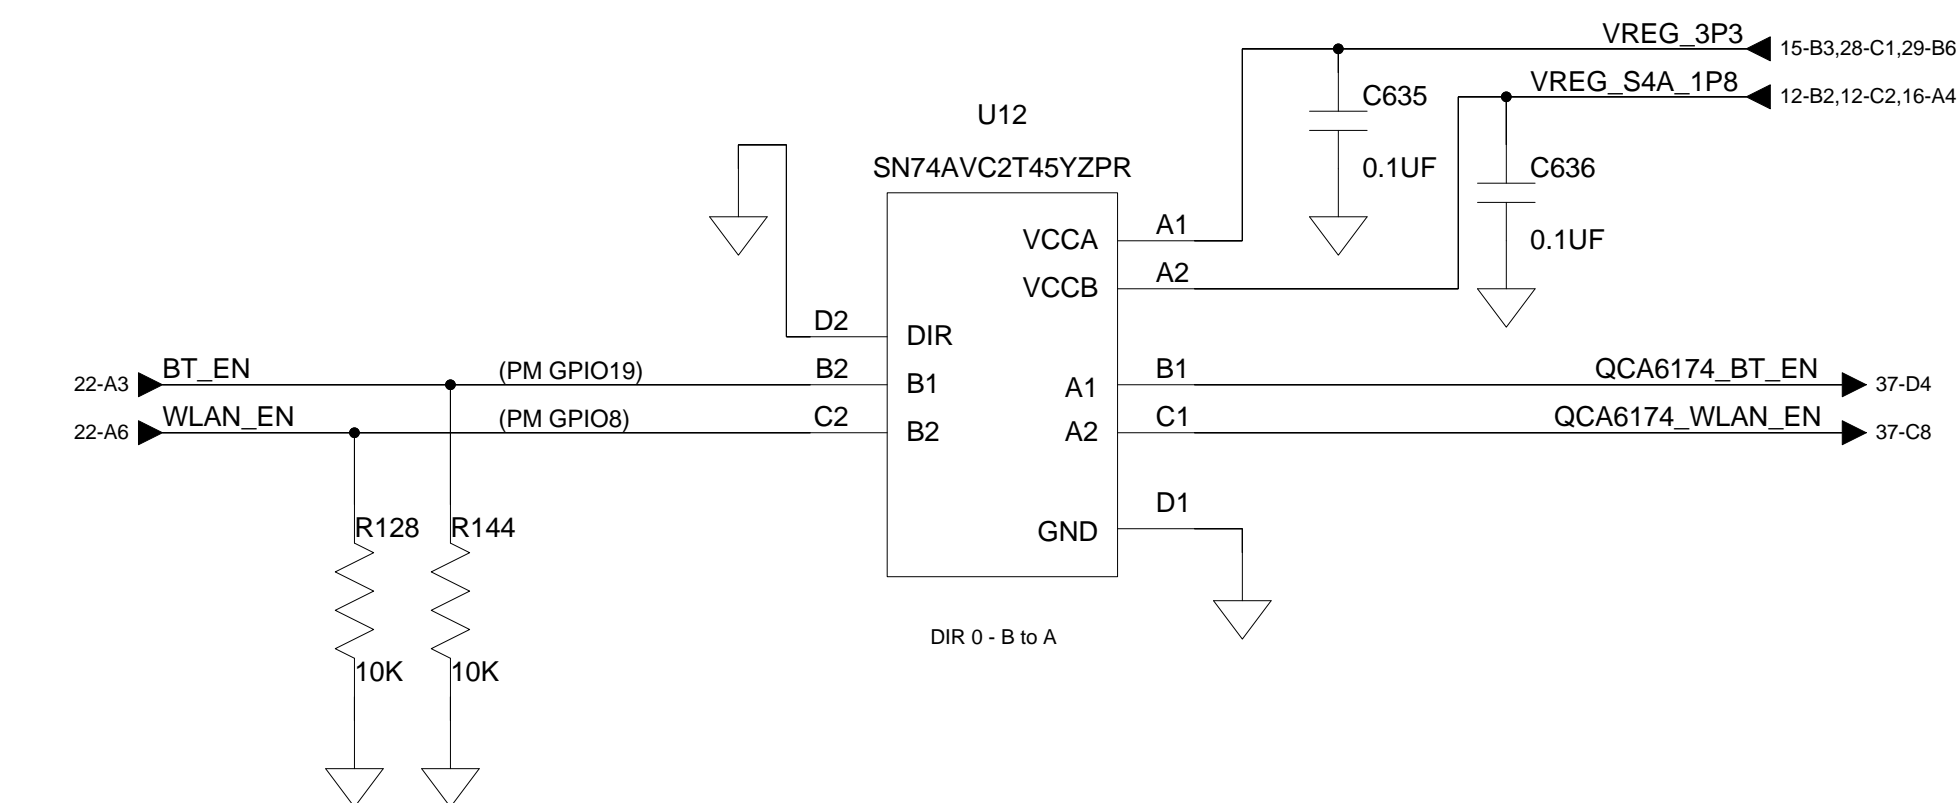 VREG_3P3 15-B3,28-C1,29-B6
VREG_S4A_1P8 12-B2,12-C2,16-A4
C635
0.1UF
C636
0.1UF
U12
SN74AVC2T45YZPR
VCCA A1
VCCB A2
D2 DIR
22-A3 BT_EN (PM GPIO19) B2 B1
A1 B1 QCA6174_BT_EN 37-D4
22-A6 WLAN_EN (PM GPIO8) C2 B2
A2 C1 QCA6174_WLAN_EN 37-C8
GND D1
R128 R144
10K 10K
DIR 0 - B to A